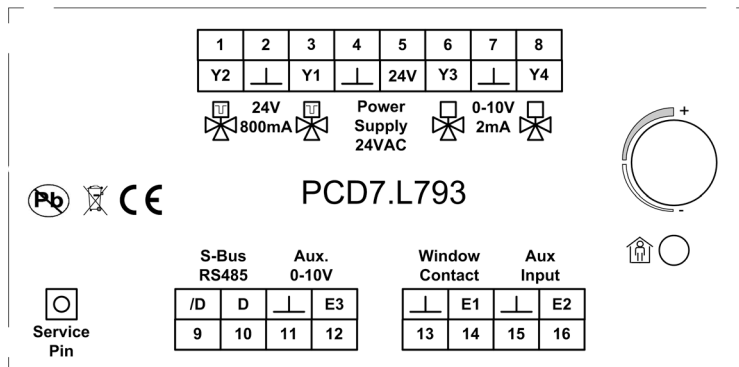 1 2 3 4 5 6 7 8
Y2 Y1 24V Y3 Y4
24V
800mA
Power
Supply
24VAC
0-10V
2mA
+
-
Pb CE
PCD7.L793
S-Bus
RS485
Aux.
0-10V
Window
Contact
Aux
Input
/D D E3 E1 E2
9 10 11 12 13 14 15 16
Service
Pin